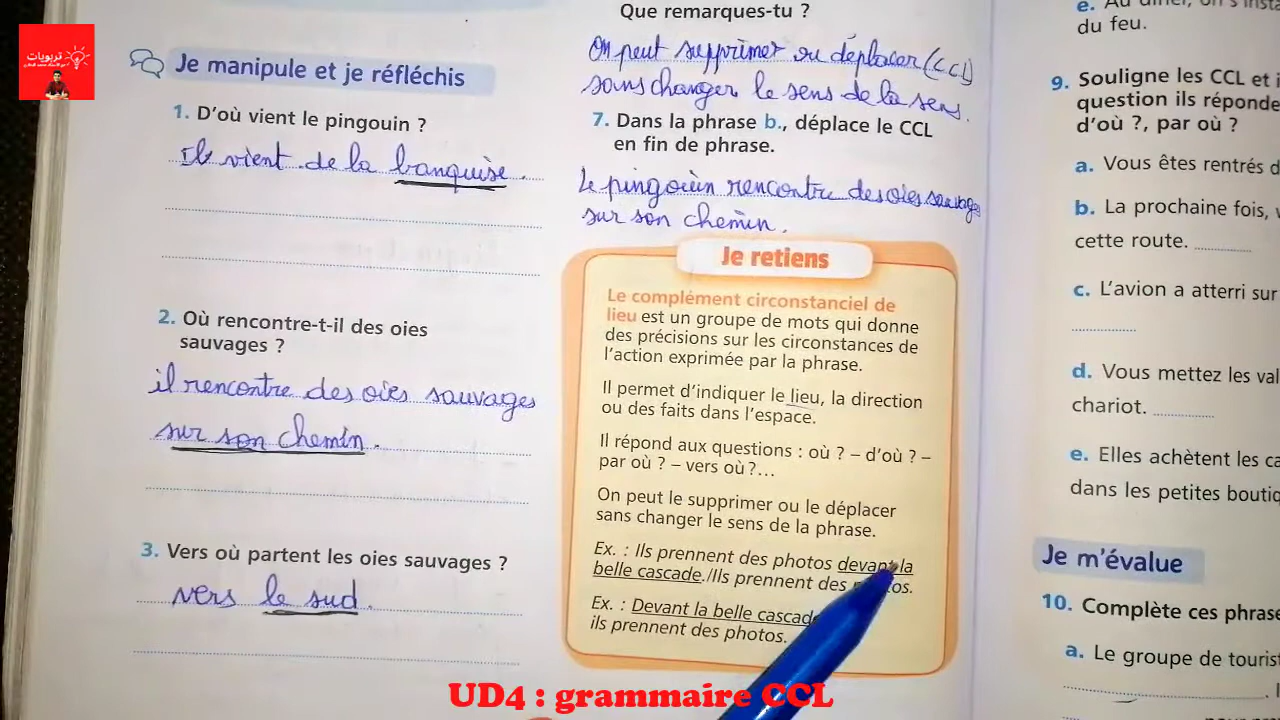 تربويات
Je manipule et je réfléchis
1. D'où vient le pingouin ?
Il vient de la banquise.
2. Où rencontre-t-il des oies
sauvages ?
il rencontre des oies sauvages
sur son chemin.
3. Vers où partent les oies sauvages ?
vers le sud.
Que remarques-tu ?
On peut supprimer ou déplacer (CCL)
sans changer le sens de la sens.
7. Dans la phrase b., déplace le CCL
en fin de phrase.
Le pingouin rencontre des oies sauvages
sur son chemin.
Je retiens
Le complément circonstanciel de
lieu est un groupe de mots qui donne
des précisions sur les circonstances de
l'action exprimée par la phrase.
Il permet d'indiquer le lieu, la direction
ou des faits dans l'espace.
Il répond aux questions : où ? – d'où ? –
par où ? – vers où ?...
On peut le supprimer ou le déplacer
sans changer le sens de la phrase.
Ex. : Ils prennent des photos devant la
belle cascade./Ils prennent des photos.
Ex. : Devant la belle cascade
ils prennent des photos.
e. Au dîner, on s'insta
du feu.
9. Souligne les CCL et i
question ils réponde
d'où ?, par où ?
a. Vous êtes rentrés d
b. La prochaine fois,
cette route.
c. L'avion a atterri sur
d. Vous mettez les val
chariot.
e. Elles achètent les ca
dans les petites boutiq
Je m'évalue
10. Complète ces phrase
a. Le groupe de tourist
UD4 : grammaire CCL